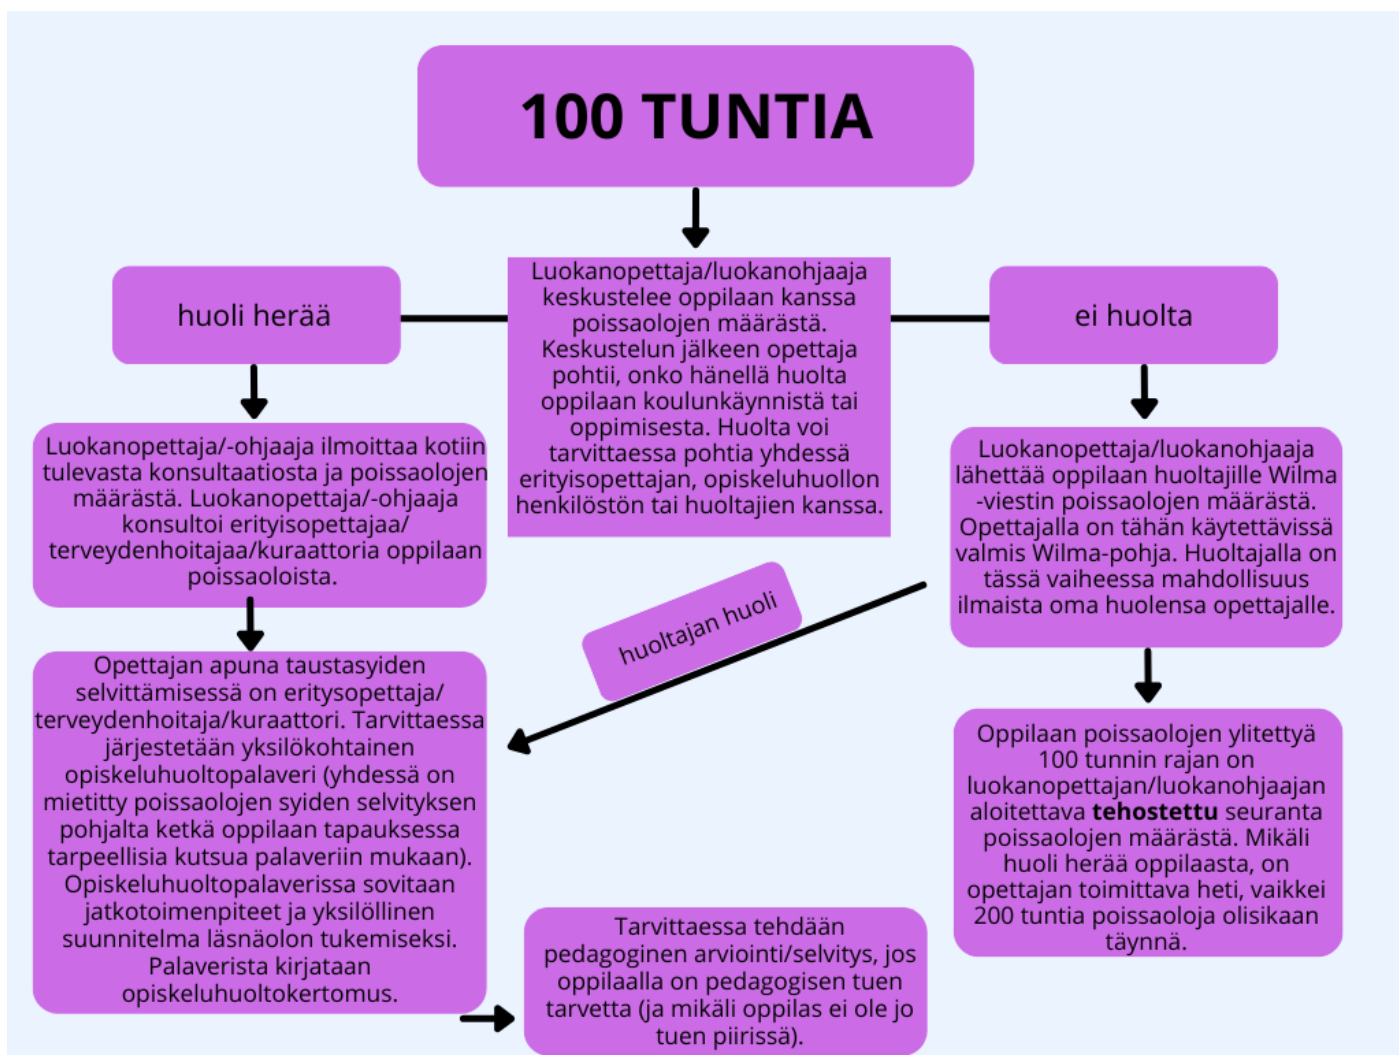 100 TUNTIA
Luokanopettaja/luokanohjaaja
keskustelee oppilaan kanssa
poissaolojen määrästä.
Keskustelun jälkeen opettaja
pohtii, onko hänellä huolta
oppilaan koulunkäynnistä tai
oppimisesta. Huolta voi
tarvittaessa pohtia yhdessä
erityisopettajan, opiskeluhuollon
henkilöstön tai huoltajien kanssa.
huoli herää
Luokanopettaja/-ohjaaja ilmoittaa kotiin
tulevasta konsultaatiosta ja poissaolojen
määrästä. Luokanopettaja/-ohjaaja
konsultoi erityisopettajaa/
terveydenhoitajaa/kuraattoria oppilaan
poissaoloista.
Opettajan apuna taustasyiden
selvittämisessä on eritysopettaja/
terveydenhoitaja/kuraattori. Tarvittaessa
järjestetään yksilökohtainen
opiskeluhuoltopalaveri (yhdessä on
mietitty poissaolojen syiden selvityksen
pohjalta ketkä oppilaan tapauksessa
tarpeellisia kutsua palaveriin mukaan).
Opiskeluhuoltopalaverissa sovitaan
jatkotoimenpiteet ja yksilöllinen
suunnitelma läsnäolon tukemiseksi.
Palaverista kirjataan
opiskeluhuoltokertomus.
Tarvittaessa tehdään
pedagoginen arviointi/selvitys, jos
oppilaalla on pedagogisen tuen
tarvetta (ja mikäli oppilas ei ole jo
tuen piirissä).
ei huolta
Luokanopettaja/luokanohjaaja
lähettää oppilaan huoltajille Wilma
-viestin poissaolojen määrästä.
Opettajalla on tähän käytettävissä
valmis Wilma-pohja. Huoltajalla on
tässä vaiheessa mahdollisuus
ilmaista oma huolensa opettajalle.
huoltajan huoli
Oppilaan poissaolojen ylitettyä
100 tunnin rajan on
luokanopettajan/luokanohjaajan
aloitettava tehostettu seuranta
poissaolojen määrästä. Mikäli
huoli herää oppilaasta, on
opettajan toimittava heti, vaikkei
200 tuntia poissaoloja olisikaan
täynnä.